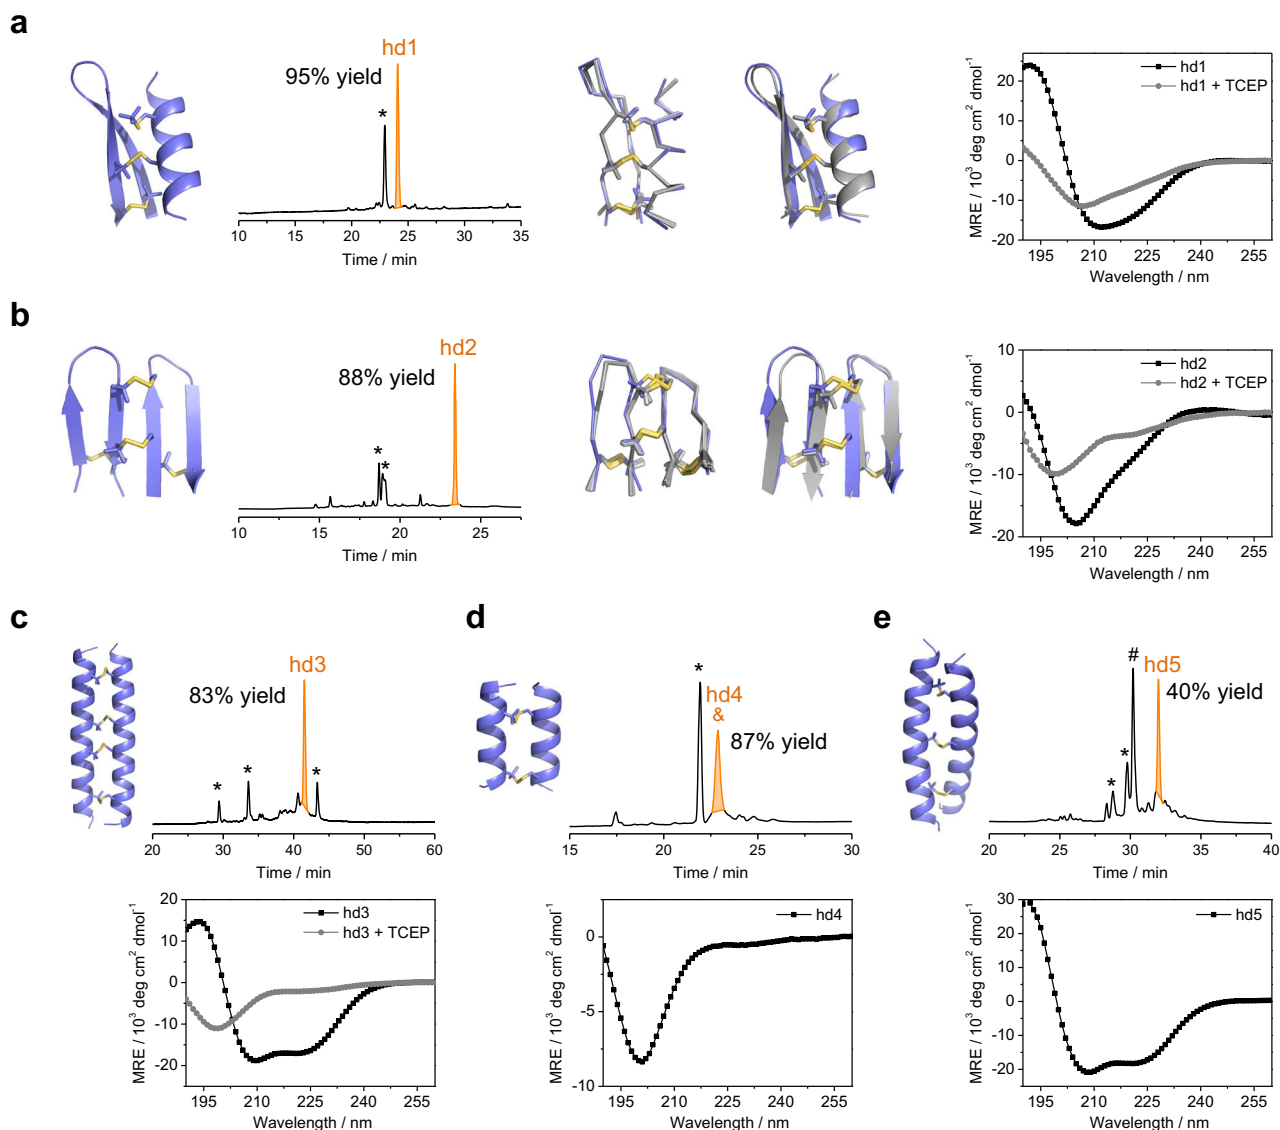 a
hd1
95% yield
*
10 15 20 25 30 35
Time / min
MRE / 10³ deg cm² dmol⁻¹
20
10
0
-10
-20
hd1
hd1 + TCEP
195 210 225 240 255
Wavelength / nm
b
hd2
88% yield
*
*
10 15 20 25
Time / min
MRE / 10³ deg cm² dmol⁻¹
10
0
-10
-20
hd2
hd2 + TCEP
195 210 225 240 255
Wavelength / nm
c
hd3
83% yield
* * *
20 30 40 50 60
Time / min
MRE / 10³ deg cm² dmol⁻¹
20
10
0
-10
-20
hd3
hd3 + TCEP
195 210 225 240 255
Wavelength / nm
d
*
hd4
&
87% yield
15 20 25 30
Time / min
MRE / 10³ deg cm² dmol⁻¹
0
-5
-10
hd4
195 210 225 240 255
Wavelength / nm
e
#
hd5
40% yield
* *
20 25 30 35 40
Time / min
MRE / 10³ deg cm² dmol⁻¹
30
20
10
0
-10
-20
hd5
195 210 225 240 255
Wavelength / nm